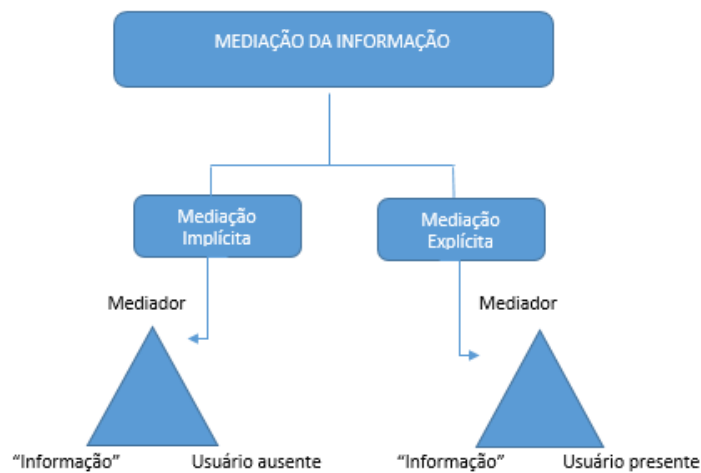 MEDIAÇÃO DA INFORMAÇÃO
Mediação
Implícita
Mediação
Explícita
Mediador
Mediador
“Informação”
Usuário ausente
“Informação”
Usuário presente